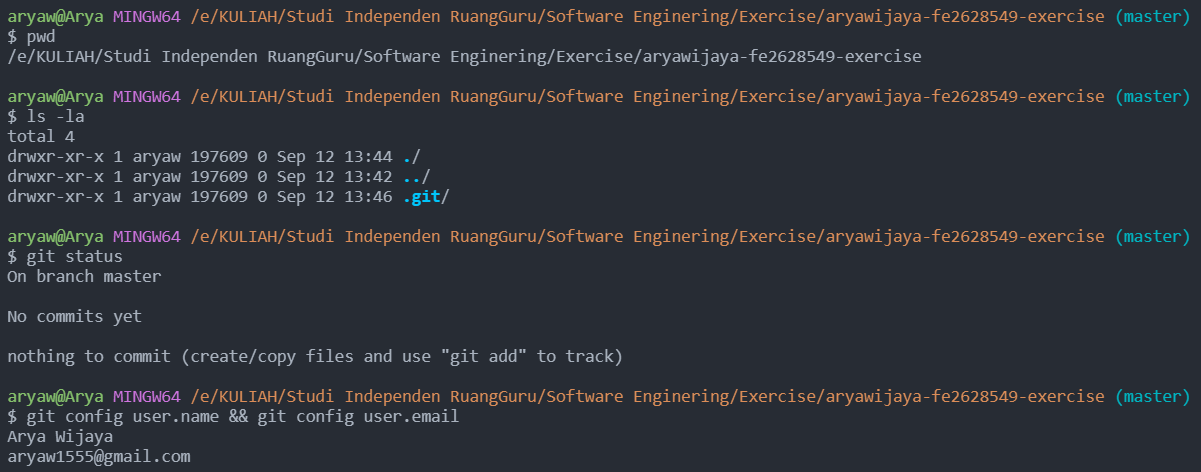 aryaw@Arya MINGW64 /e/KULIAH/Studi Independen RuangGuru/Software Enginering/Exercise/aryawijaya-fe2628549-exercise (master)
$ pwd
/e/KULIAH/Studi Independen RuangGuru/Software Enginering/Exercise/aryawijaya-fe2628549-exercise
aryaw@Arya MINGW64 /e/KULIAH/Studi Independen RuangGuru/Software Enginering/Exercise/aryawijaya-fe2628549-exercise (master)
$ ls -la
total 4
drwxr-xr-x 1 aryaw 197609 0 Sep 12 13:44 ./
drwxr-xr-x 1 aryaw 197609 0 Sep 12 13:42 ../
drwxr-xr-x 1 aryaw 197609 0 Sep 12 13:46 .git/
aryaw@Arya MINGW64 /e/KULIAH/Studi Independen RuangGuru/Software Enginering/Exercise/aryawijaya-fe2628549-exercise (master)
$ git status
On branch master
No commits yet
nothing to commit (create/copy files and use "git add" to track)
aryaw@Arya MINGW64 /e/KULIAH/Studi Independen RuangGuru/Software Enginering/Exercise/aryawijaya-fe2628549-exercise (master)
$ git config user.name && git config user.email
Arya Wijaya
aryaw1555@gmail.com